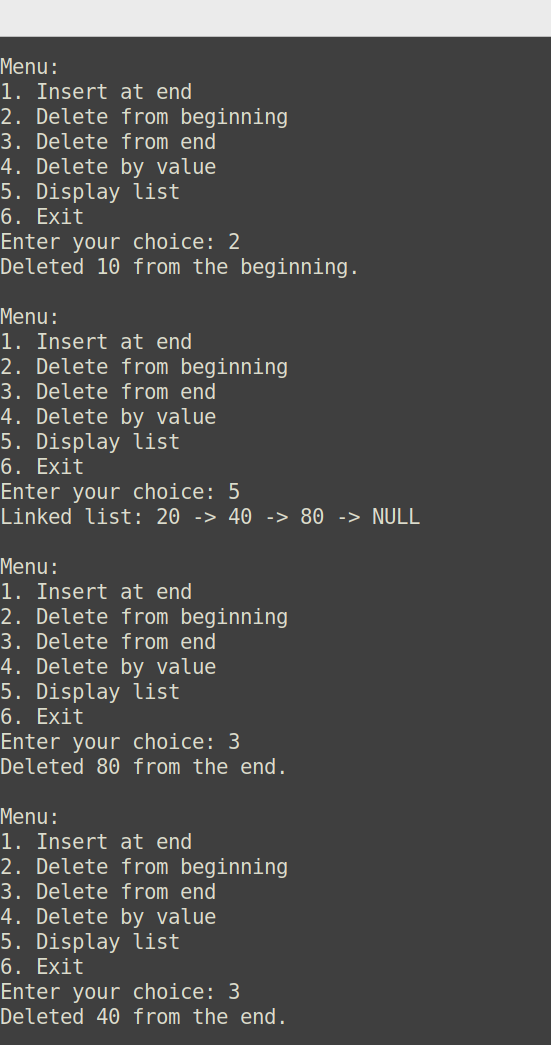 Menu:
1. Insert at end
2. Delete from beginning
3. Delete from end
4. Delete by value
5. Display list
6. Exit
Enter your choice: 2
Deleted 10 from the beginning.

Menu:
1. Insert at end
2. Delete from beginning
3. Delete from end
4. Delete by value
5. Display list
6. Exit
Enter your choice: 5
Linked list: 20 -> 40 -> 80 -> NULL

Menu:
1. Insert at end
2. Delete from beginning
3. Delete from end
4. Delete by value
5. Display list
6. Exit
Enter your choice: 3
Deleted 80 from the end.

Menu:
1. Insert at end
2. Delete from beginning
3. Delete from end
4. Delete by value
5. Display list
6. Exit
Enter your choice: 3
Deleted 40 from the end.